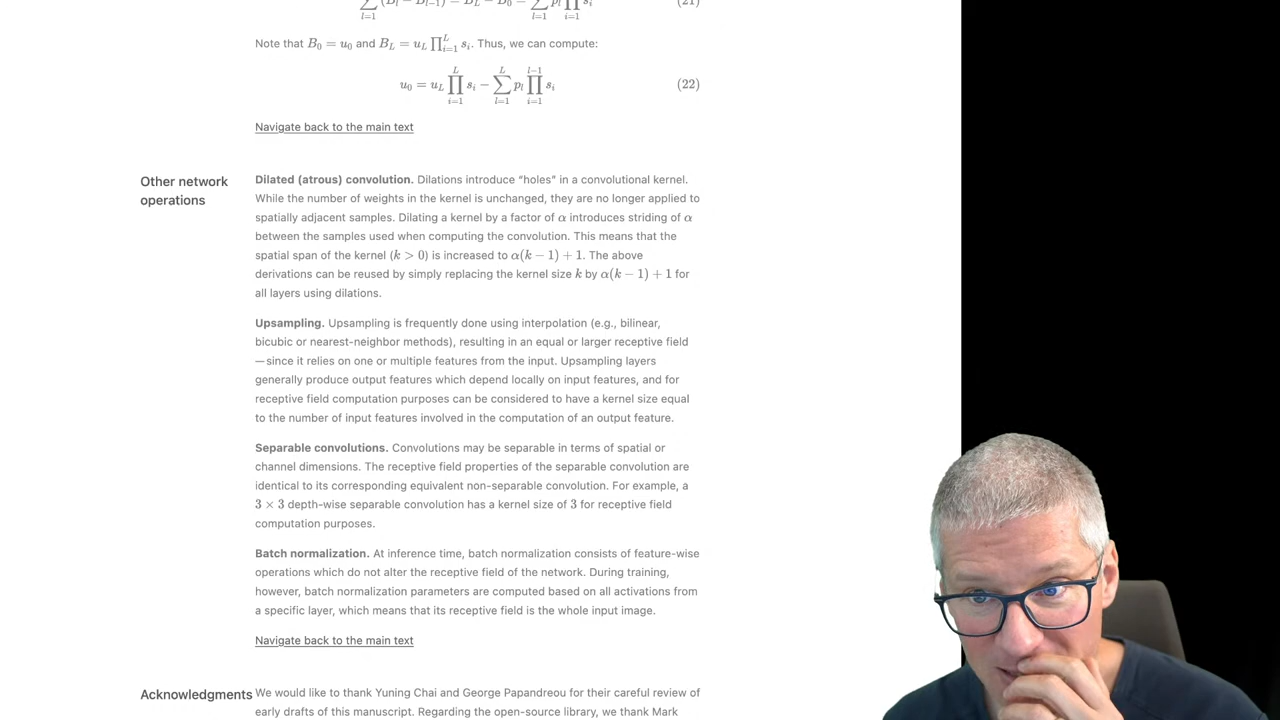 ∑_{l=1} (B_l − B_{l−1}) = B_L − B_0 = ∑_{l=1} p_l ∏_{i=1} s_i (21)
Note that B_0 = u_0 and B_L = u_L ∏_{i=1}^{L} s_i. Thus, we can compute:
u_0 = u_L ∏_{i=1}^{L} s_i − ∑_{l=1}^{L} p_l ∏_{i=1}^{l−1} s_i (22)
Navigate back to the main text
Other network
operations
Dilated (atrous) convolution. Dilations introduce “holes” in a convolutional kernel.
While the number of weights in the kernel is unchanged, they are no longer applied to
spatially adjacent samples. Dilating a kernel by a factor of α introduces striding of α
between the samples used when computing the convolution. This means that the
spatial span of the kernel (k > 0) is increased to α(k − 1) + 1. The above
derivations can be reused by simply replacing the kernel size k by α(k − 1) + 1 for
all layers using dilations.
Upsampling. Upsampling is frequently done using interpolation (e.g., bilinear,
bicubic or nearest-neighbor methods), resulting in an equal or larger receptive field
—since it relies on one or multiple features from the input. Upsampling layers
generally produce output features which depend locally on input features, and for
receptive field computation purposes can be considered to have a kernel size equal
to the number of input features involved in the computation of an output feature.
Separable convolutions. Convolutions may be separable in terms of spatial or
channel dimensions. The receptive field properties of the separable convolution are
identical to its corresponding equivalent non-separable convolution. For example, a
3 × 3 depth-wise separable convolution has a kernel size of 3 for receptive field
computation purposes.
Batch normalization. At inference time, batch normalization consists of feature-wise
operations which do not alter the receptive field of the network. During training,
however, batch normalization parameters are computed based on all activations from
a specific layer, which means that its receptive field is the whole input image.
Navigate back to the main text
Acknowledgments
We would like to thank Yuning Chai and George Papandreou for their careful review of
early drafts of this manuscript. Regarding the open-source library, we thank Mark